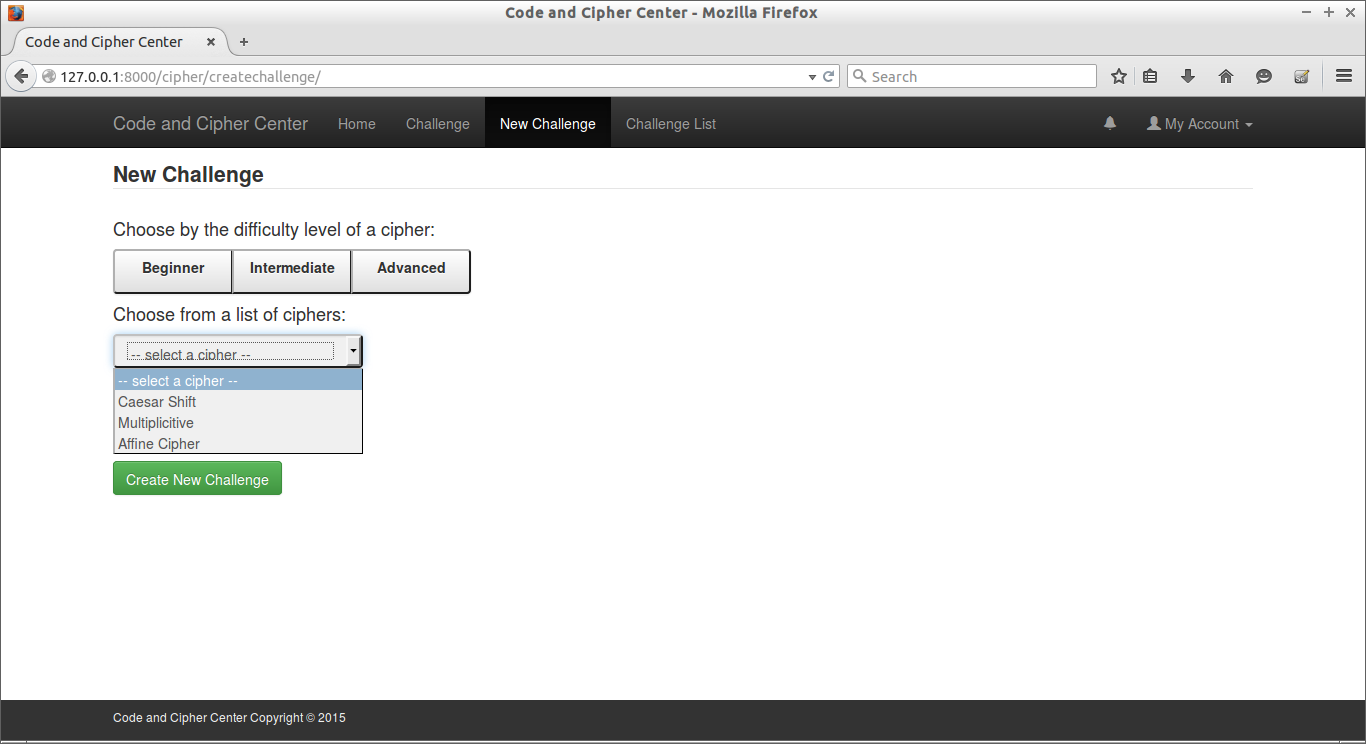 Code and Cipher Center - Mozilla Firefox
Code and Cipher Center
127.0.0.1:8000/cipher/createchallenge/ Search
Code and Cipher Center Home Challenge New Challenge Challenge List My Account
New Challenge
Choose by the difficulty level of a cipher:
Beginner Intermediate Advanced
Choose from a list of ciphers:
-- select a cipher --
-- select a cipher --
Caesar Shift
Multiplicitive
Affine Cipher
Create New Challenge
Code and Cipher Center Copyright © 2015